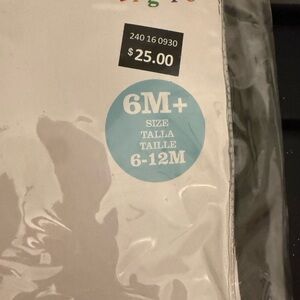 240 16 0930
$25.00
6M+
SIZE
TALLA
TAILLE
6-12M